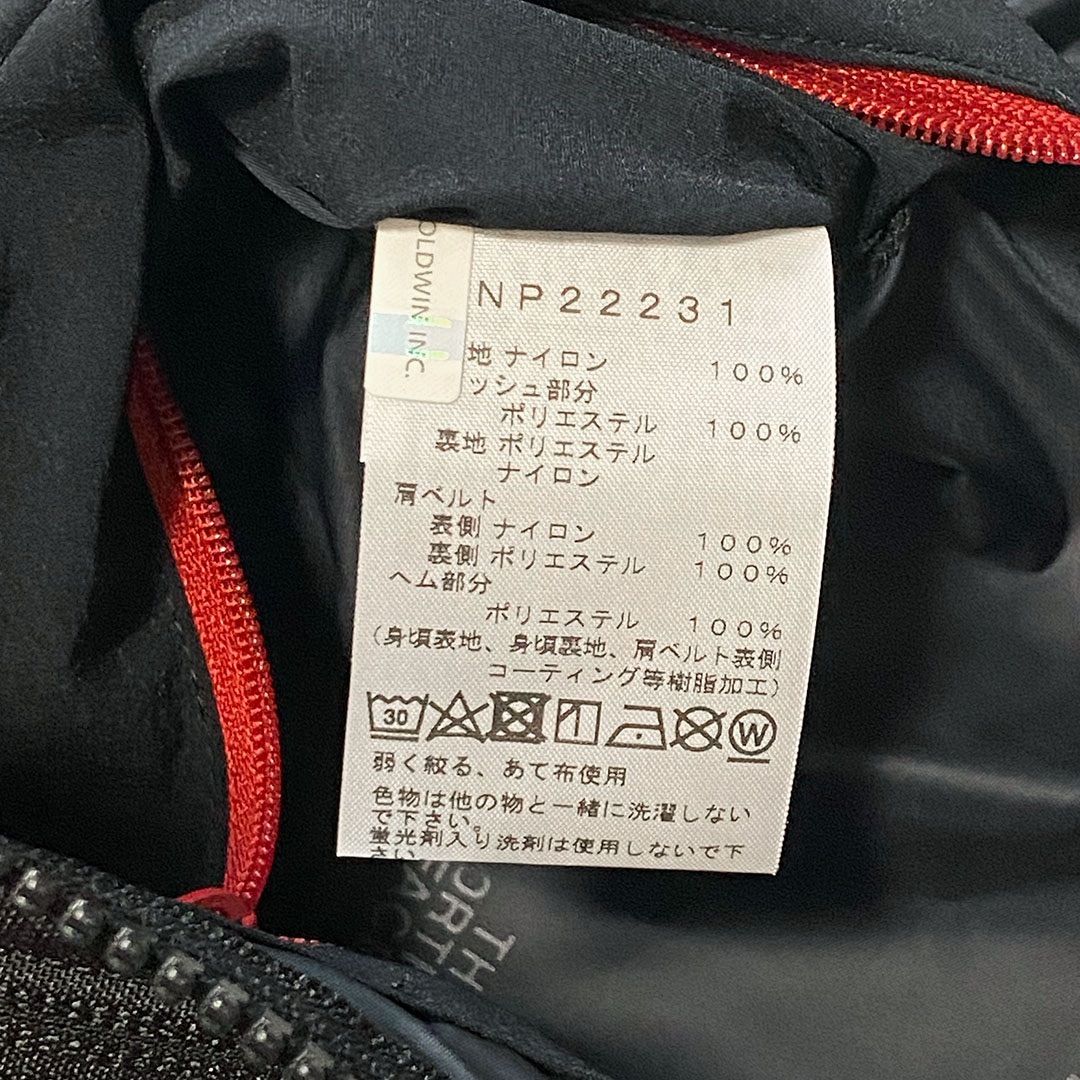 OLDWIN INC.
NP22231
地 ナイロン 100%
ッシュ部分
ポリエステル 100%
裏地 ポリエステル
ナイロン
肩ベルト
表側 ナイロン 100%
裏側 ポリエステル 100%
ヘム部分
ポリエステル 100%
(身頃表地、身頃裏地、肩ベルト表側
コーティング等樹脂加工)
30
W
弱く絞る、あて布使用
色物は他の物と一緒に洗濯しない
で下さい。
蛍光剤入り洗剤は使用しないで下
さい
TH
ORT